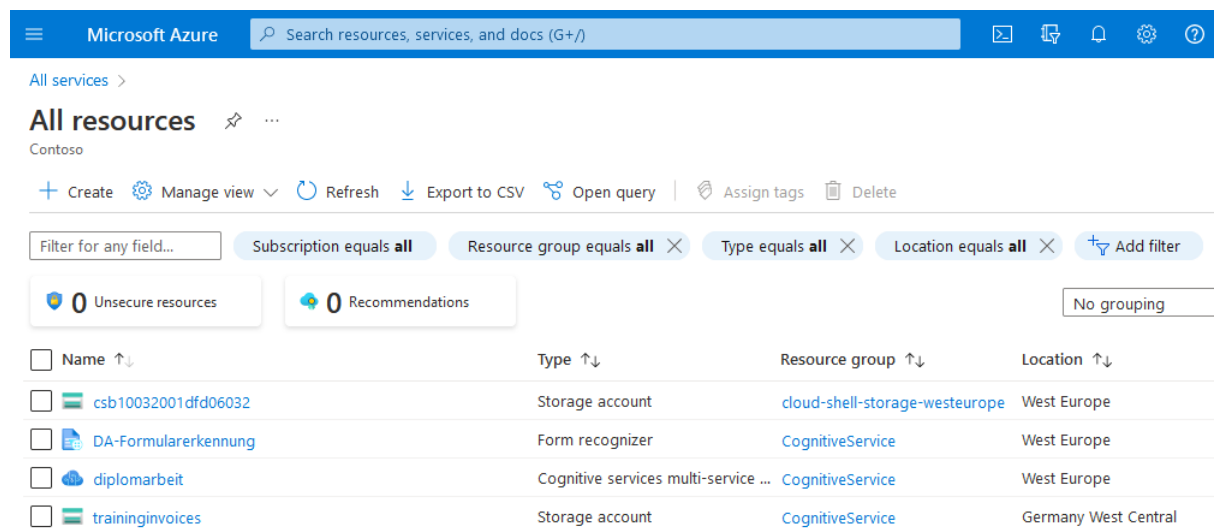 Microsoft Azure Search resources, services, and docs (G+/)
All services >
All resources ...
Contoso
Create Manage view Refresh Export to CSV Open query Assign tags Delete
Filter for any field... Subscription equals all Resource group equals all Type equals all Location equals all Add filter
0 Unsecure resources 0 Recommendations No grouping
Name ↑↓ Type ↑↓ Resource group ↑↓ Location ↑↓
csb10032001dfd06032 Storage account cloud-shell-storage-westeurope West Europe
DA-Formularerkennung Form recognizer CognitiveService West Europe
diplomarbeit Cognitive services multi-service ... CognitiveService West Europe
traininginvoices Storage account CognitiveService Germany West Central